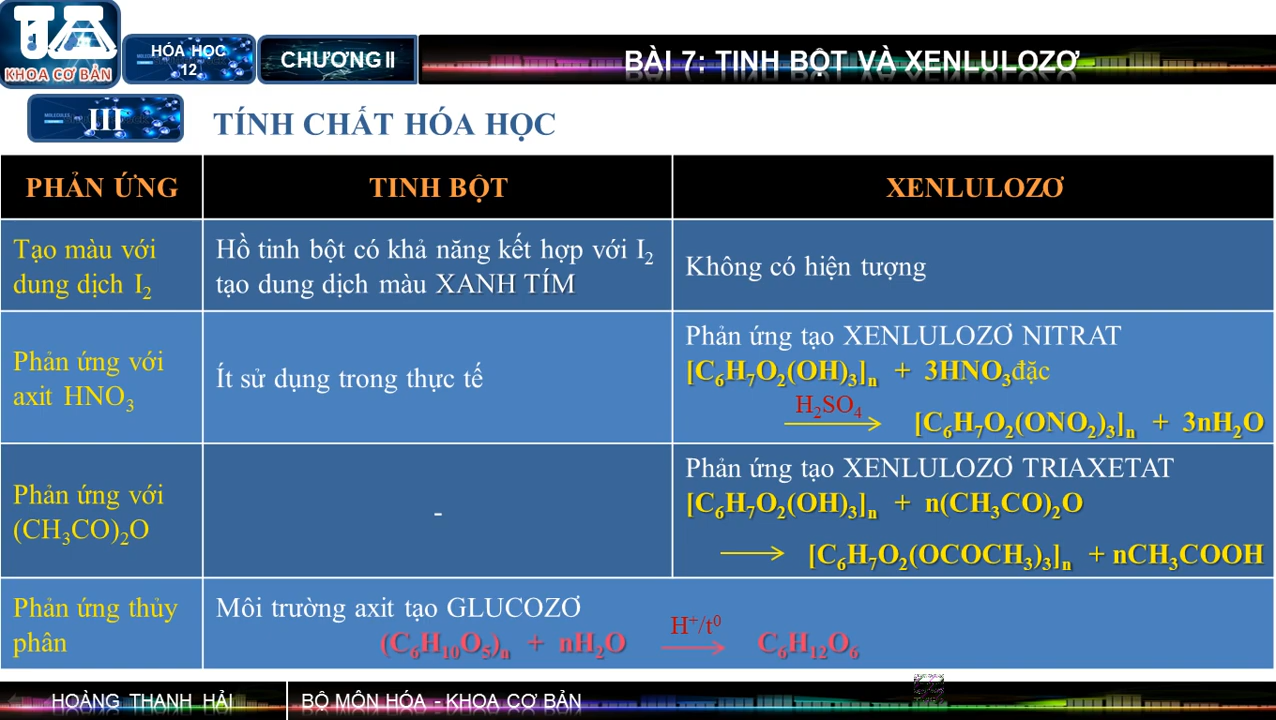 KHOA CƠ BẢN
HÓA HỌC
12
CHƯƠNG II
BÀI 7: TINH BỘT VÀ XENLULOZƠ
III
TÍNH CHẤT HÓA HỌC
PHẢN ỨNG
TINH BỘT
XENLULOZƠ
Tạo màu với
dung dịch I₂
Hồ tinh bột có khả năng kết hợp với I₂
tạo dung dịch màu XANH TÍM
Không có hiện tượng
Phản ứng với
axit HNO₃
Ít sử dụng trong thực tế
Phản ứng tạo XENLULOZƠ NITRAT
[C₆H₇O₂(OH)₃]ₙ + 3HNO₃đặc
H₂SO₄
[C₆H₇O₂(ONO₂)₃]ₙ + 3nH₂O
Phản ứng với
(CH₃CO)₂O
-
Phản ứng tạo XENLULOZƠ TRIAXETAT
[C₆H₇O₂(OH)₃]ₙ + n(CH₃CO)₂O
[C₆H₇O₂(OCOCH₃)₃]ₙ + nCH₃COOH
Phản ứng thủy
phân
Môi trường axit tạo GLUCOZƠ
H⁺/t⁰
(C₆H₁₀O₅)ₙ + nH₂O → C₆H₁₂O₆
HOÀNG THANH HẢI
BỘ MÔN HÓA - KHOA CƠ BẢN